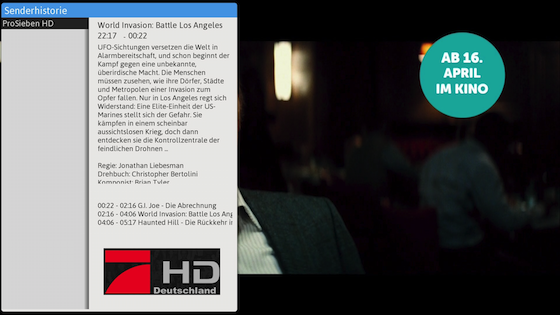 Senderhistorie
ProSieben HD
World Invasion: Battle Los Angeles
22:17 - 00:22
UFO-Sichtungen versetzen die Welt in
Alarmbereitschaft, und schon beginnt der
Kampf gegen eine unbekannte,
überirdische Macht. Die Menschen
müssen zusehen, wie ihre Dörfer, Städte
und Metropolen einer Invasion zum
Opfer fallen. Nur in Los Angeles regt sich
Widerstand: Eine Elite-Einheit der US-
Marines stellt sich der Gefahr. Sie
kämpfen in einem scheinbar
aussichtslosen Krieg, doch dann
entdecken sie die Kontrollzentrale der
feindlichen Drohnen ...
Regie: Jonathan Liebesman
Drehbuch: Christopher Bertolini
Komponist: Brian Tyler
00:22 - 02:16 G.I. Joe - Die Abrechnung
02:16 - 04:06 World Invasion: Battle Los Ang
04:06 - 05:17 Haunted Hill - Die Rückkehr in
HD
Deutschland
AB 16.
APRIL
IM KINO